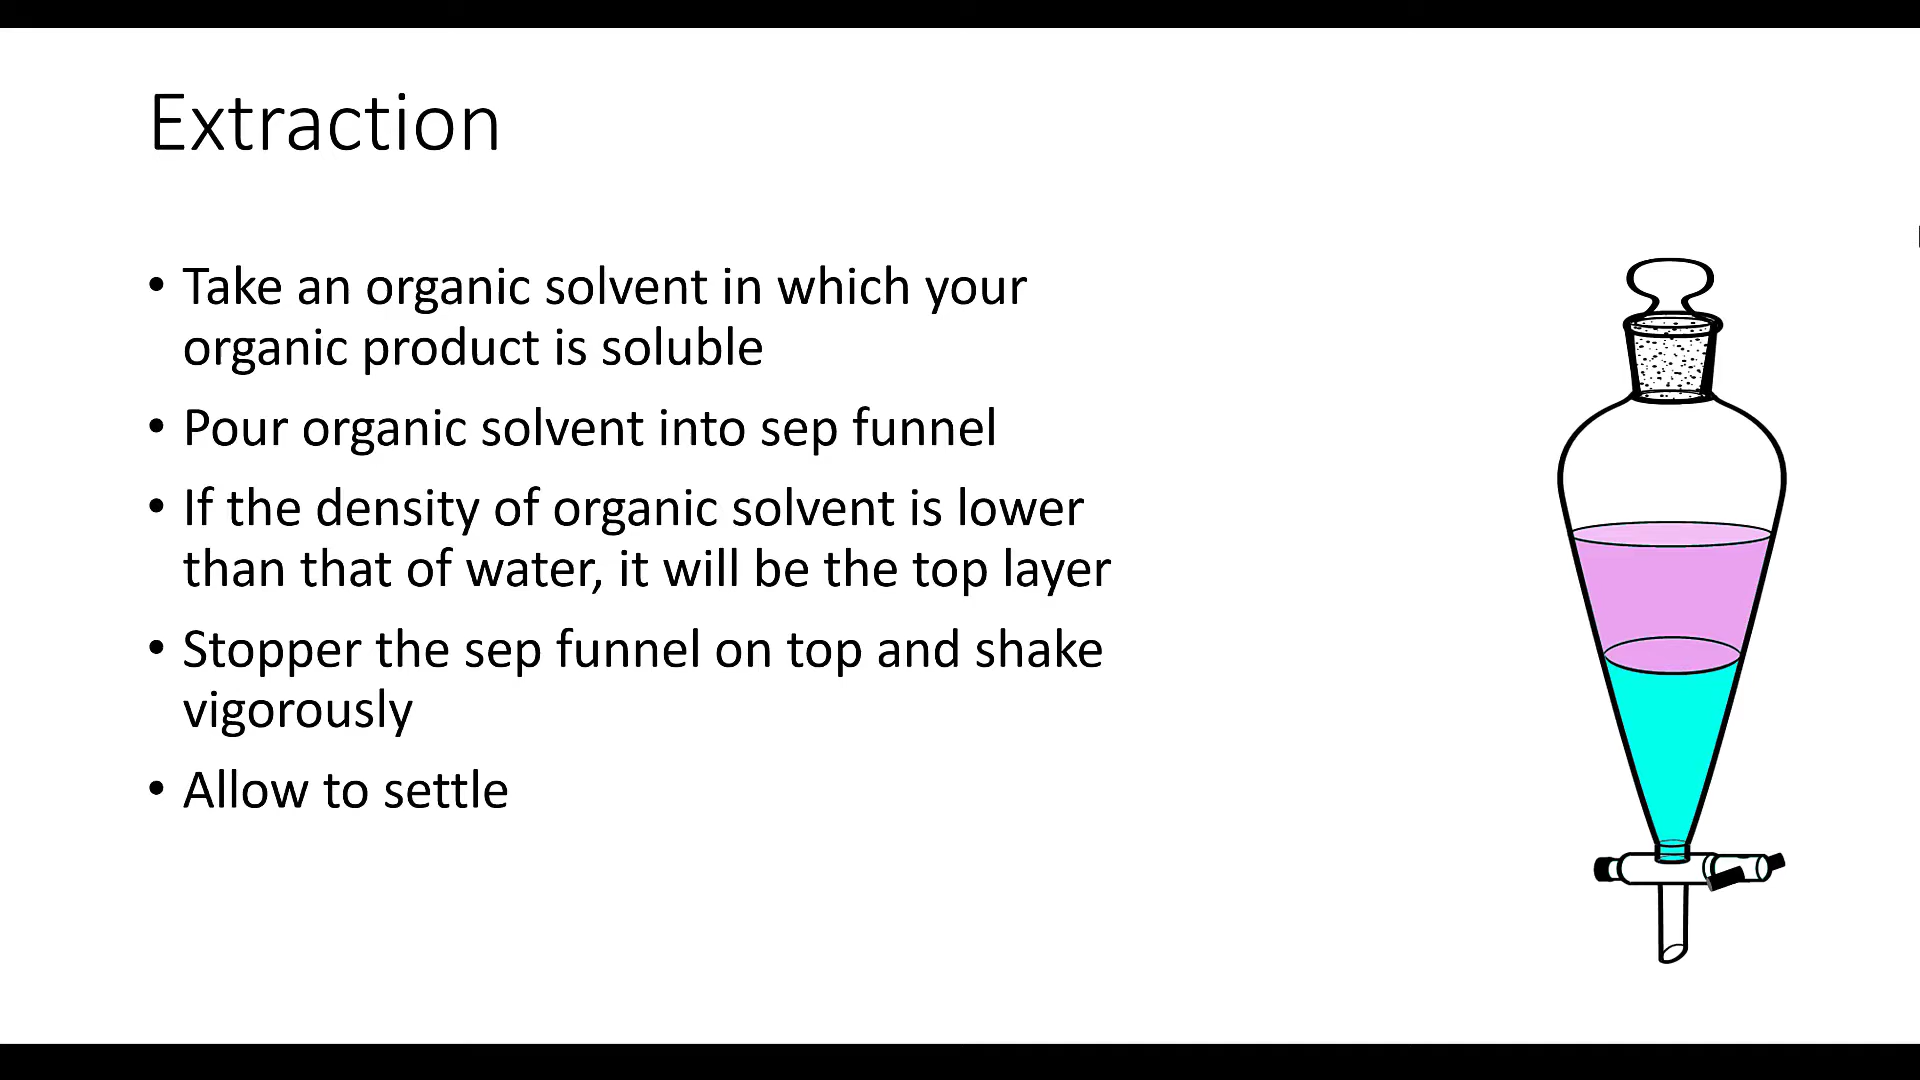 Extraction
• Take an organic solvent in which your
organic product is soluble
• Pour organic solvent into sep funnel
• If the density of organic solvent is lower
than that of water, it will be the top layer
• Stopper the sep funnel on top and shake
vigorously
• Allow to settle